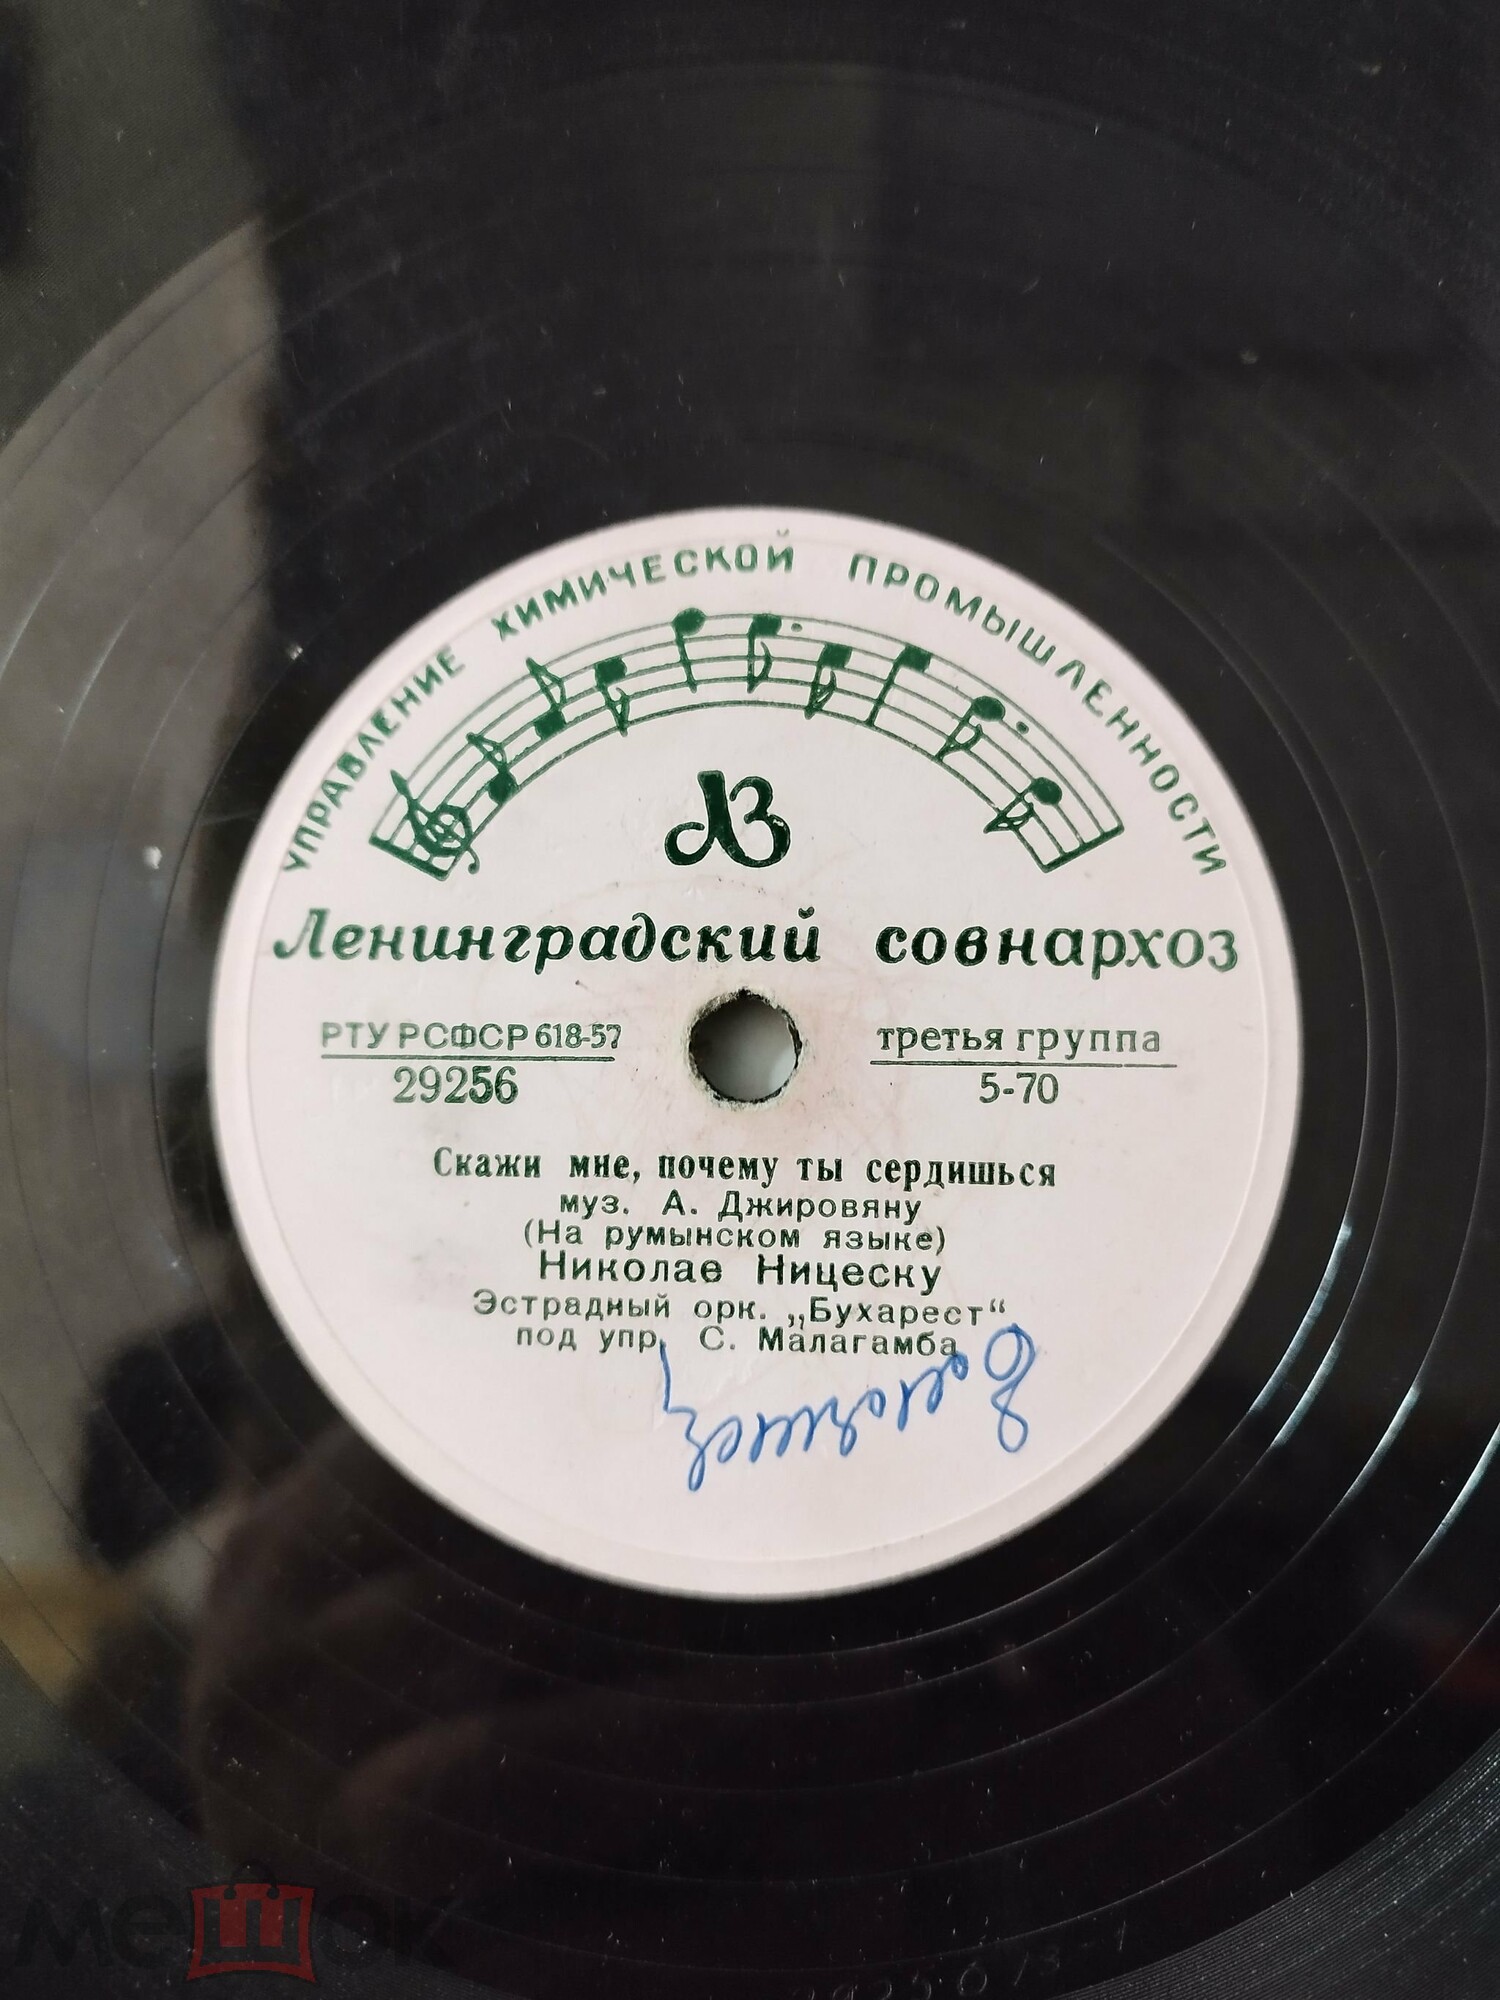 УПРАВЛЕНИЕ ХИМИЧЕСКОЙ ПРОМЫШЛЕННОСТИ
ЛЗ
Ленинградский совнархоз
РТУ РСФСР 618-57
29256
третья группа
5-70
Скажи мне, почему ты сердишься
муз. А. Джировяну
(На румынском языке)
Николае Ницеску
Эстрадный орк. „Бухарест“
под упр. С. Малагамба
мешок